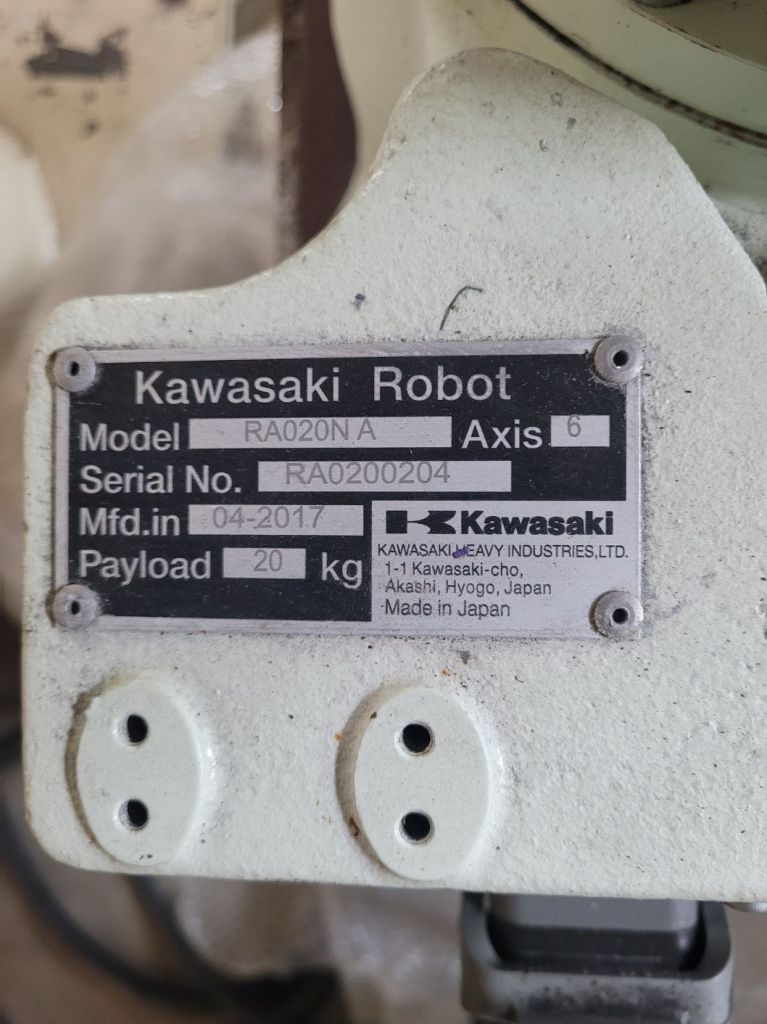 Kawasaki Robot
Model RA020N A Axis 6
Serial No. RA0200204
Mfd.in 04-2017
Payload 20 kg
Kawasaki
KAWASAKI HEAVY INDUSTRIES,LTD.
1-1 Kawasaki-cho,
Akashi, Hyogo, Japan
Made in Japan